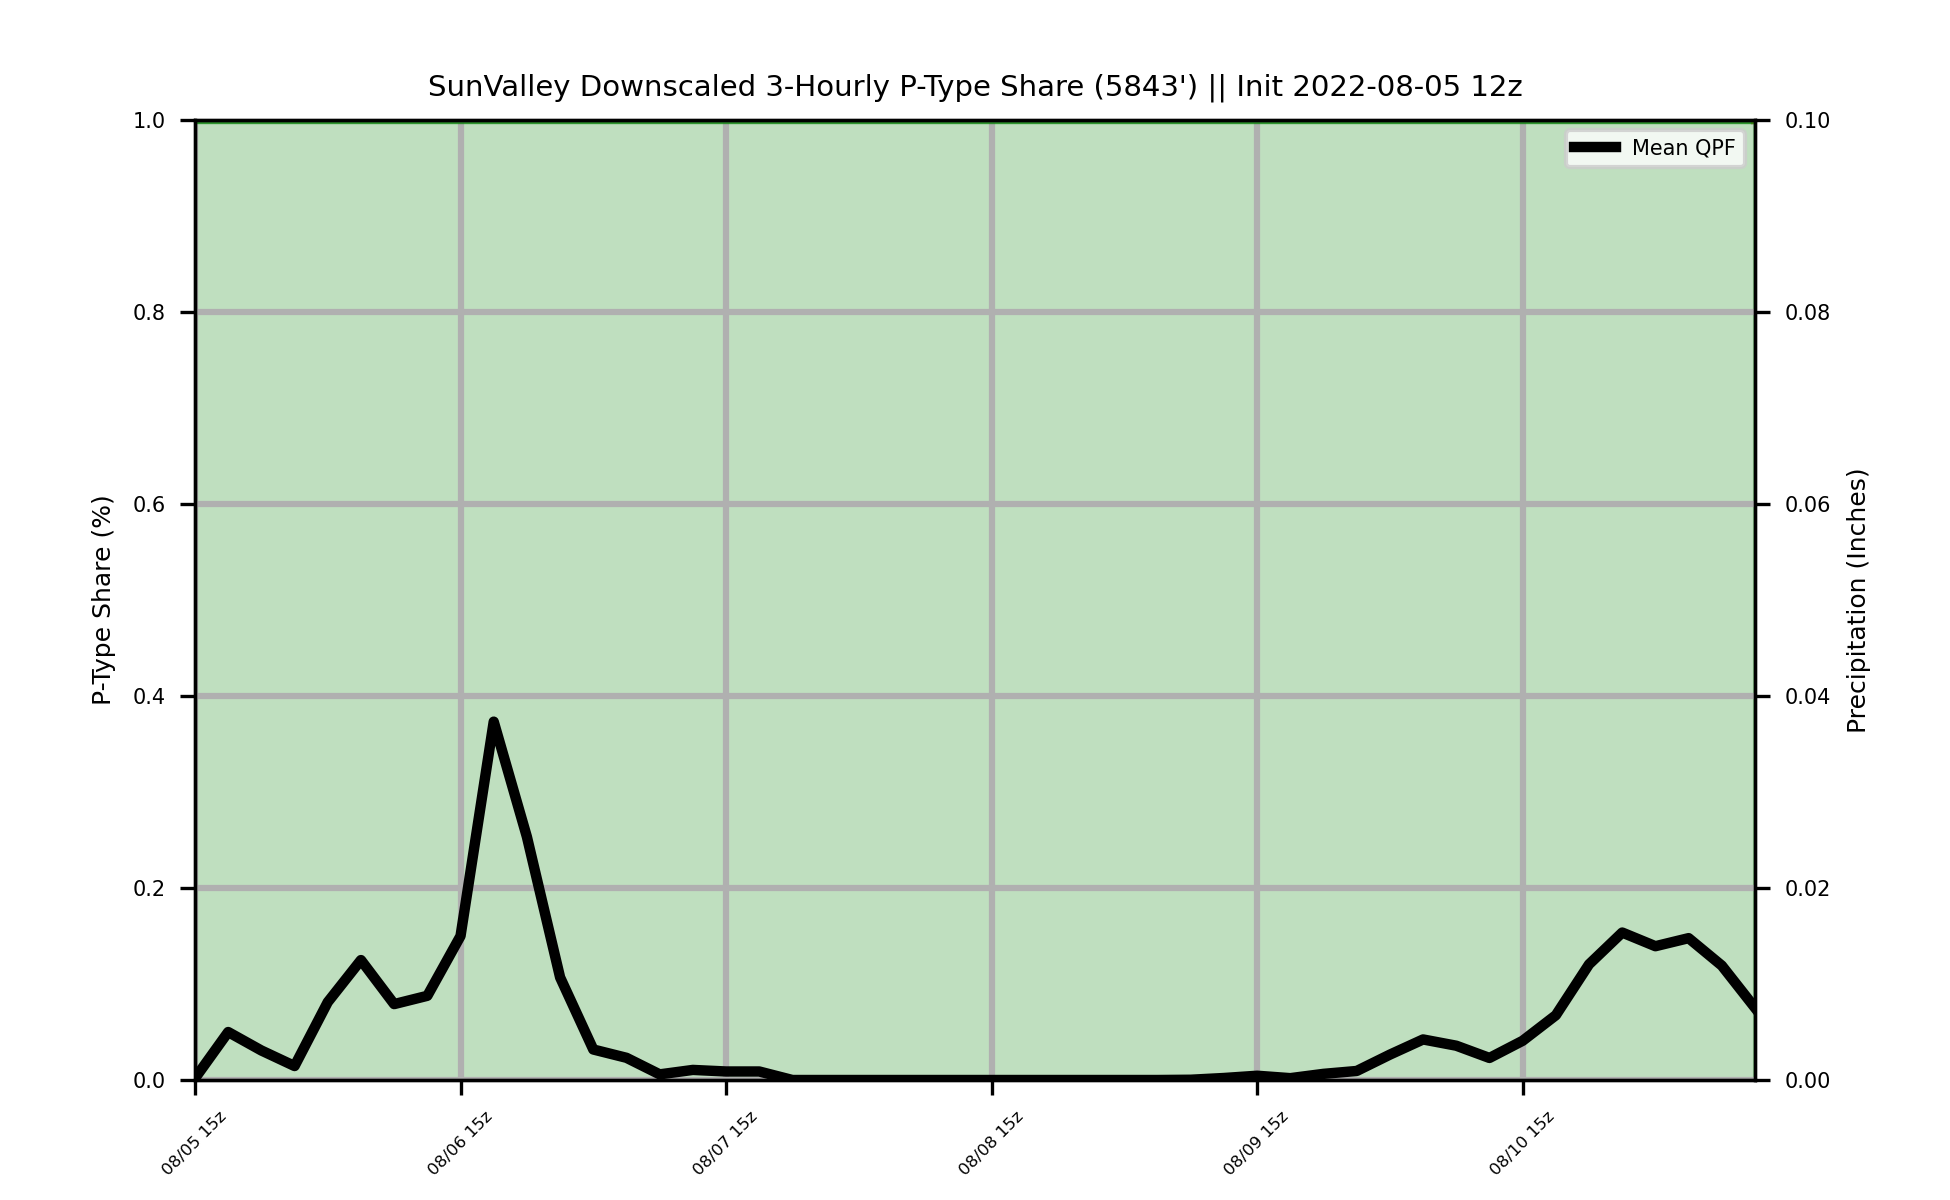 SunValley Downscaled 3-Hourly P-Type Share (5843') || Init 2022-08-05 12z
Mean QPF
P-Type Share (%)
1.0
0.8
0.6
0.4
0.2
0.0
0.10
0.08
0.06
0.04
0.02
0.00
Precipitation (Inches)
08/05 15z
08/06 15z
08/07 15z
08/08 15z
08/09 15z
08/10 15z